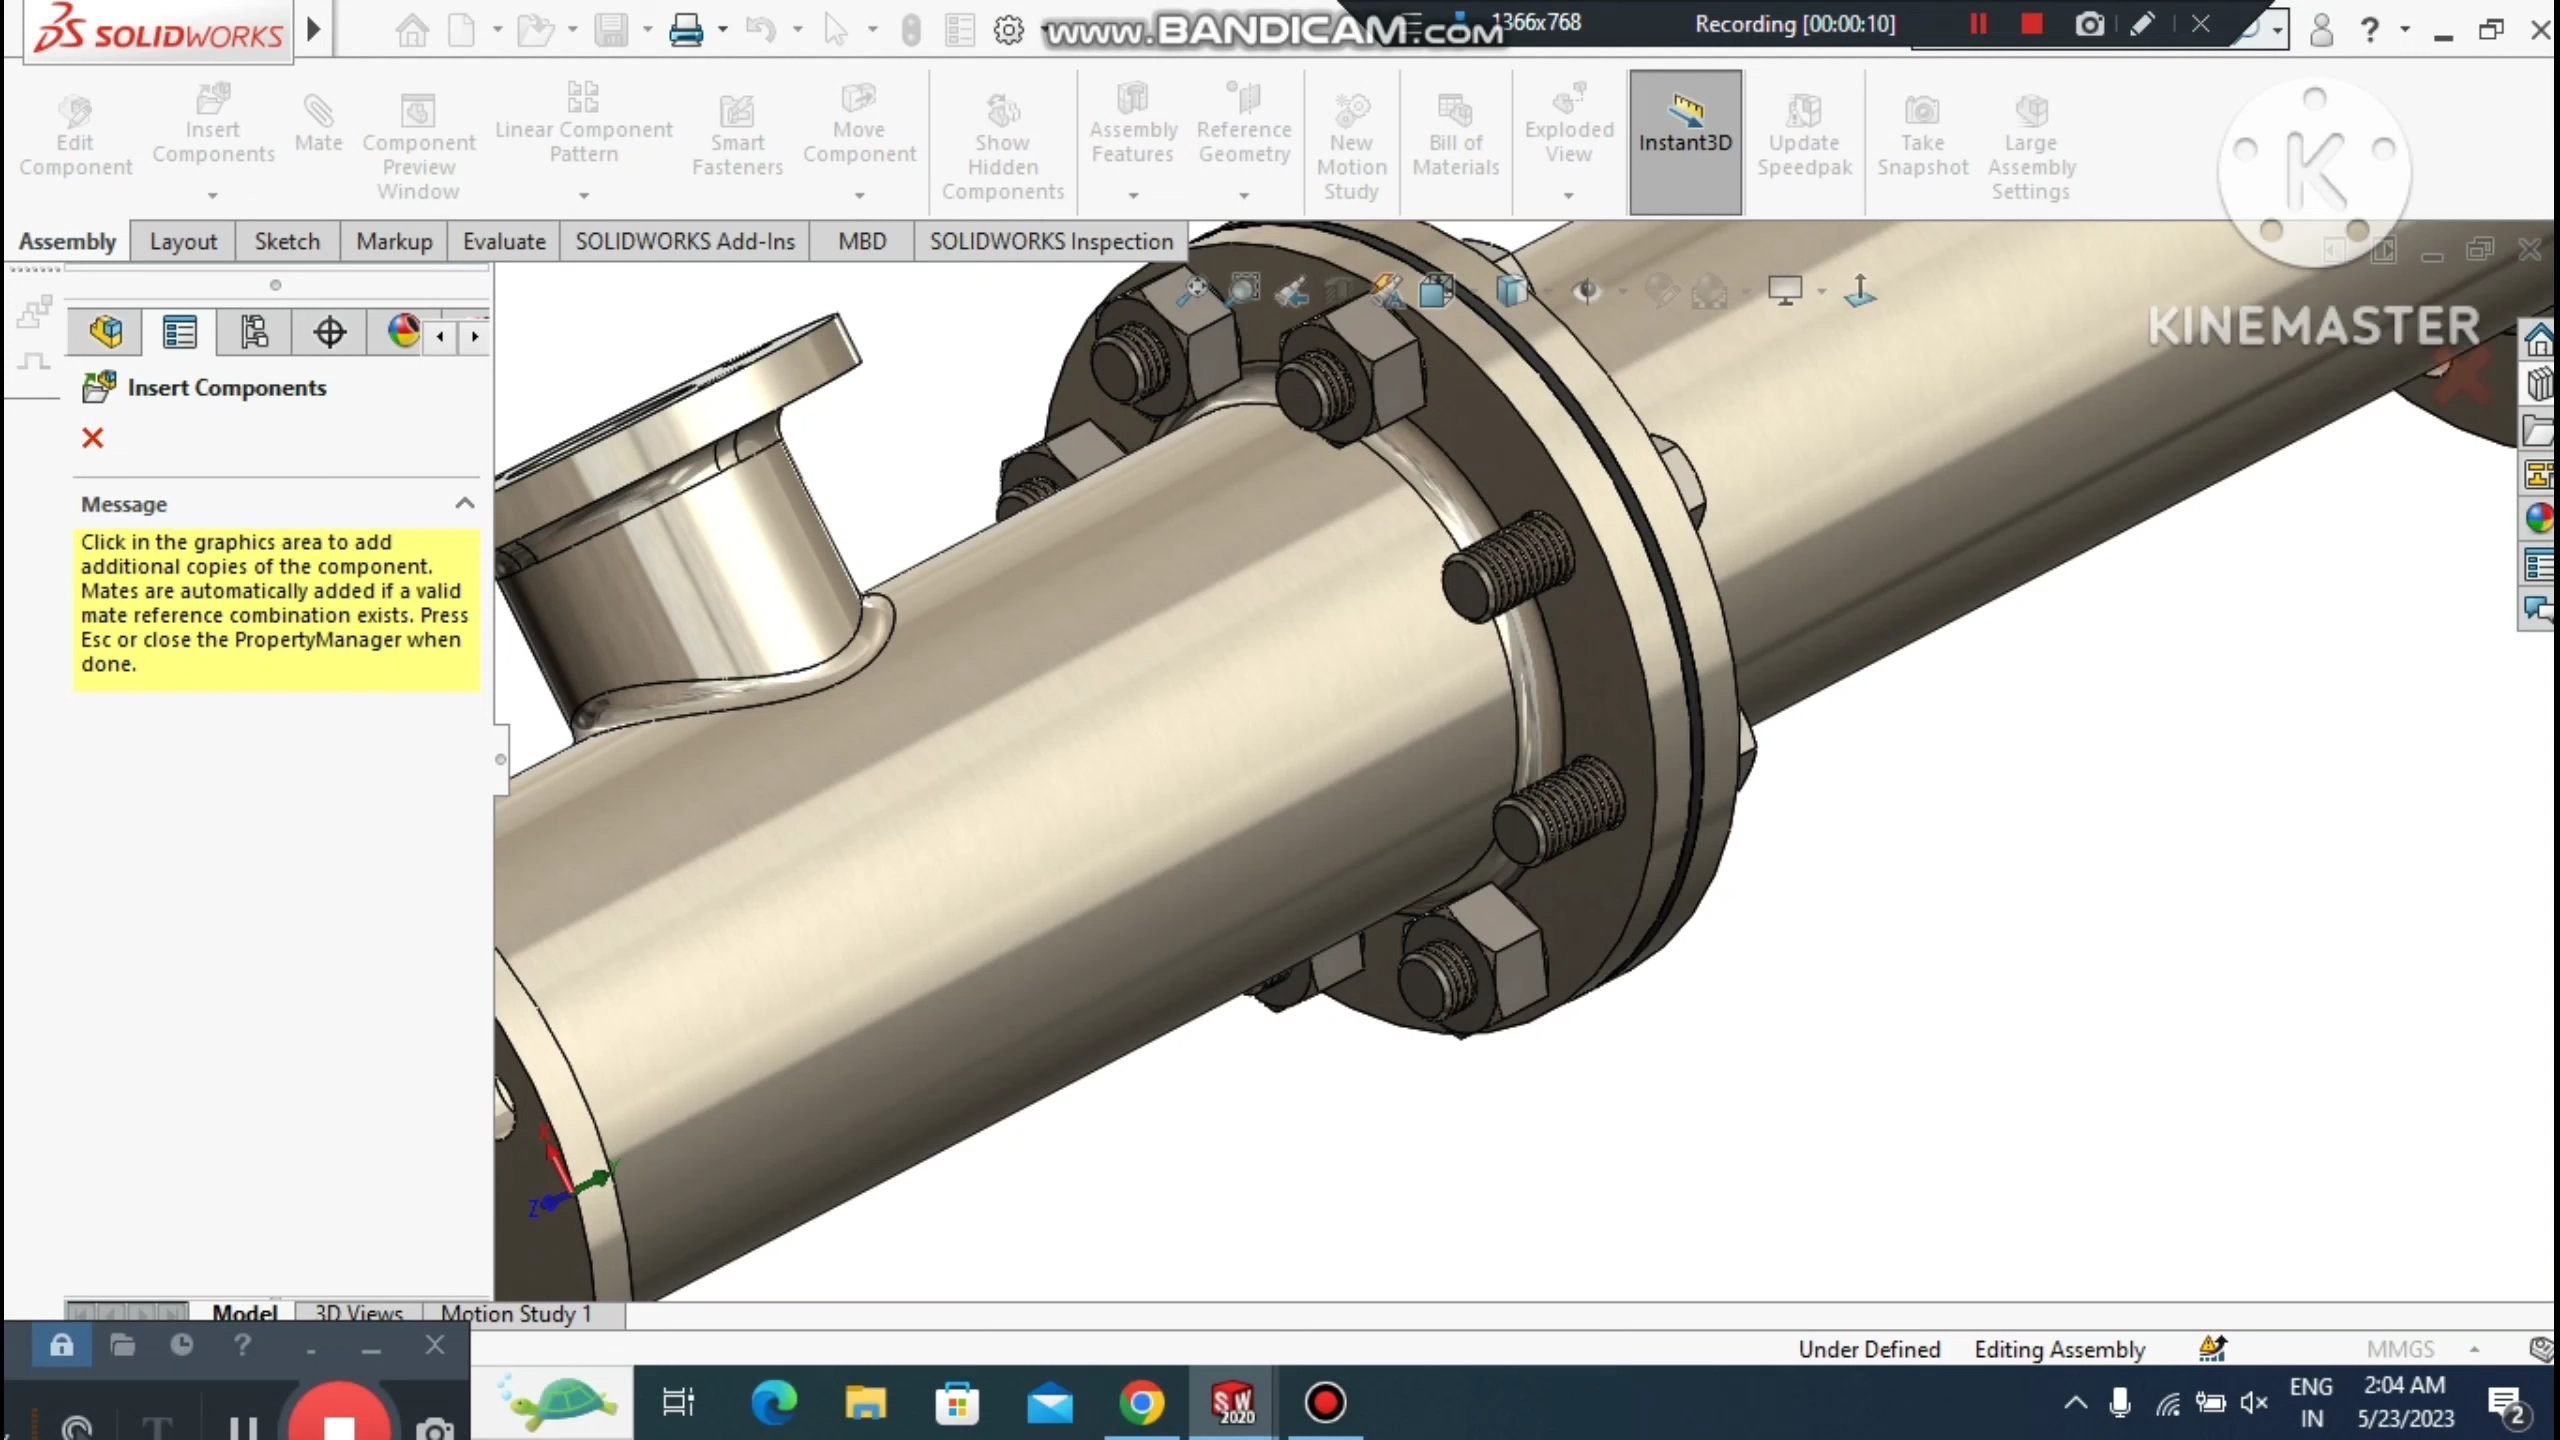 SOLIDWORKS
www.BANDICAM.com
1366x768
Recording [00:00:10]
?
Edit Component
Insert Components
Mate
Component Preview Window
Linear Component Pattern
Smart Fasteners
Move Component
Show Hidden Components
Assembly Features
Reference Geometry
New Motion Study
Bill of Materials
Exploded View
Instant3D
Update Speedpak
Take Snapshot
Large Assembly Settings
K
KINEMASTER
Assembly
Layout
Sketch
Markup
Evaluate
SOLIDWORKS Add-Ins
MBD
SOLIDWORKS Inspection
Insert Components
Message
Click in the graphics area to add
additional copies of the component.
Mates are automatically added if a valid
mate reference combination exists. Press
Esc or close the PropertyManager when
done.
X
Y
Z
Model
3D Views
Motion Study 1
Under Defined
Editing Assembly
MMGS
?
T
SW
2020
ENG
IN
2:04 AM
5/23/2023
2